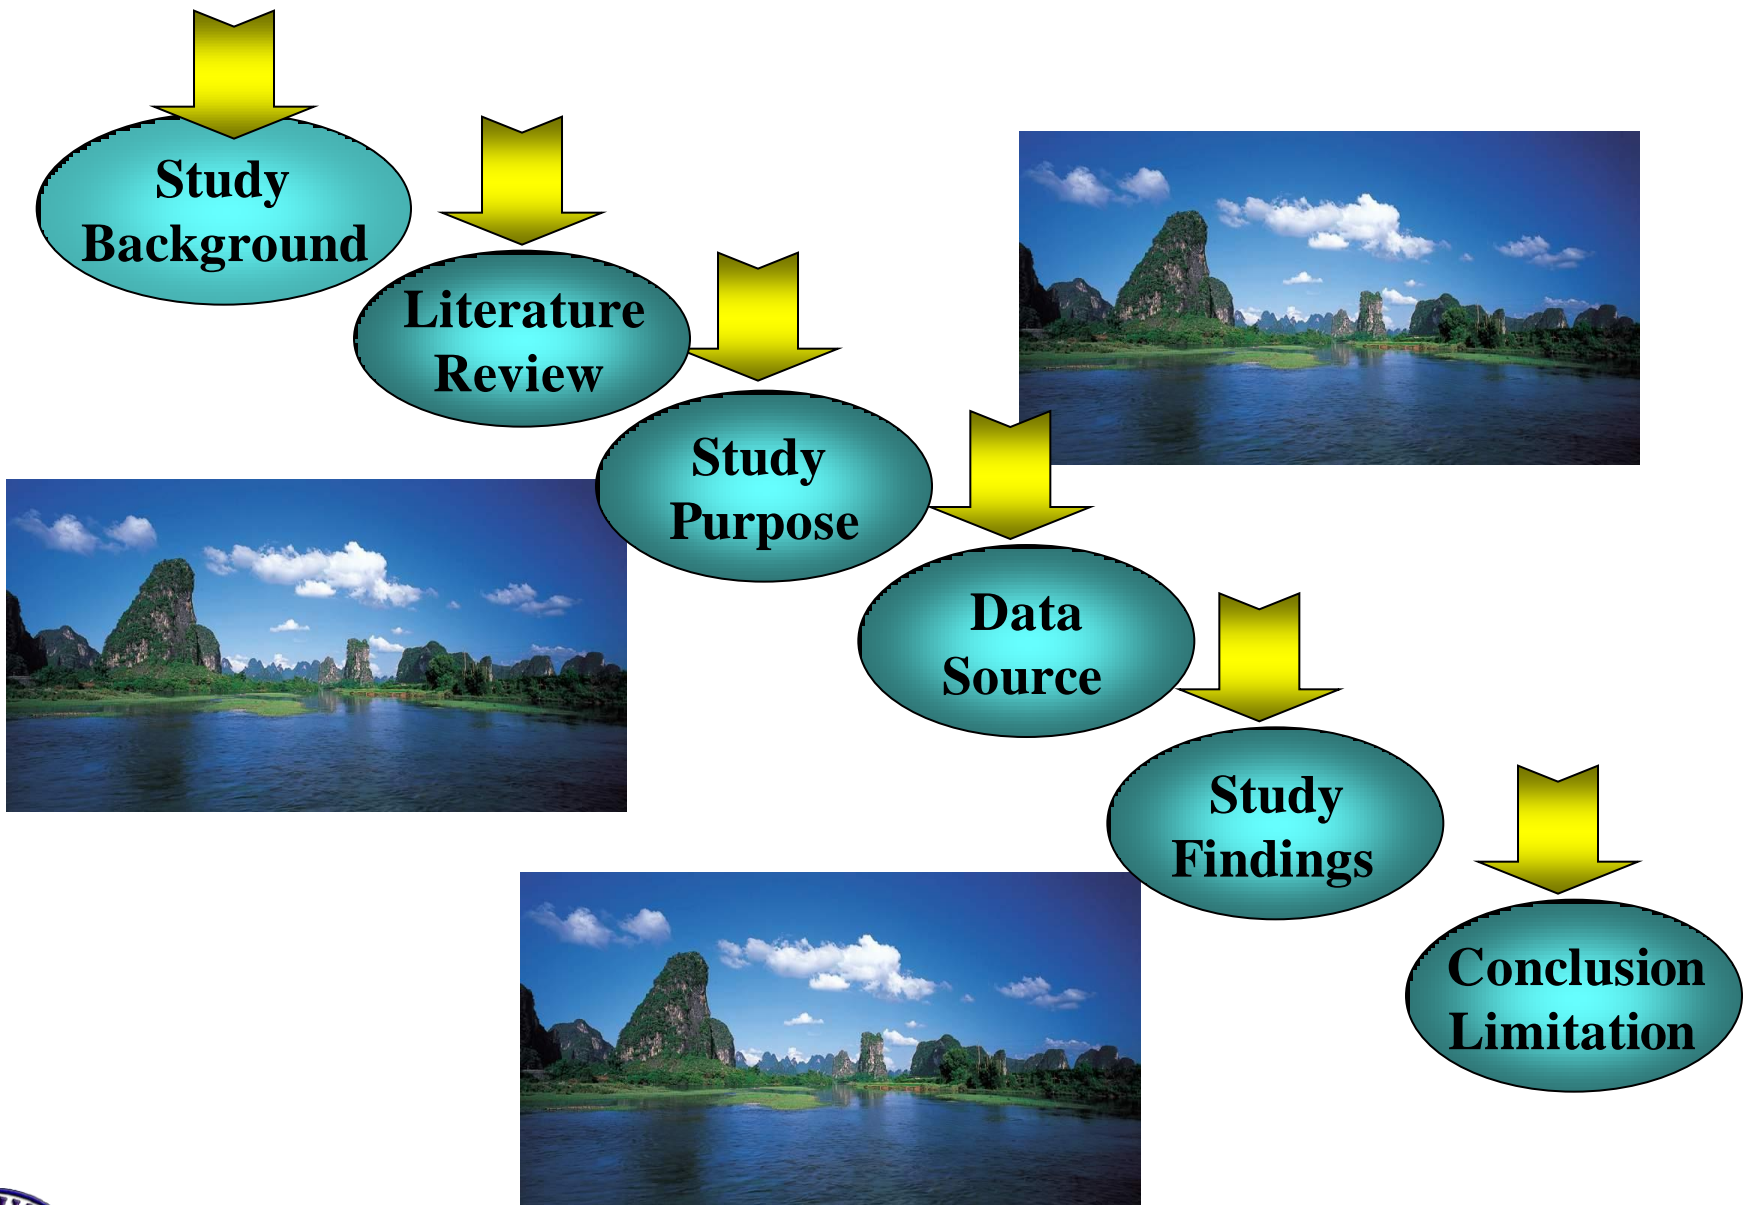 Study
Background
Literature
Review
Study
Purpose
Data
Source
Study
Findings
Conclusion
Limitation